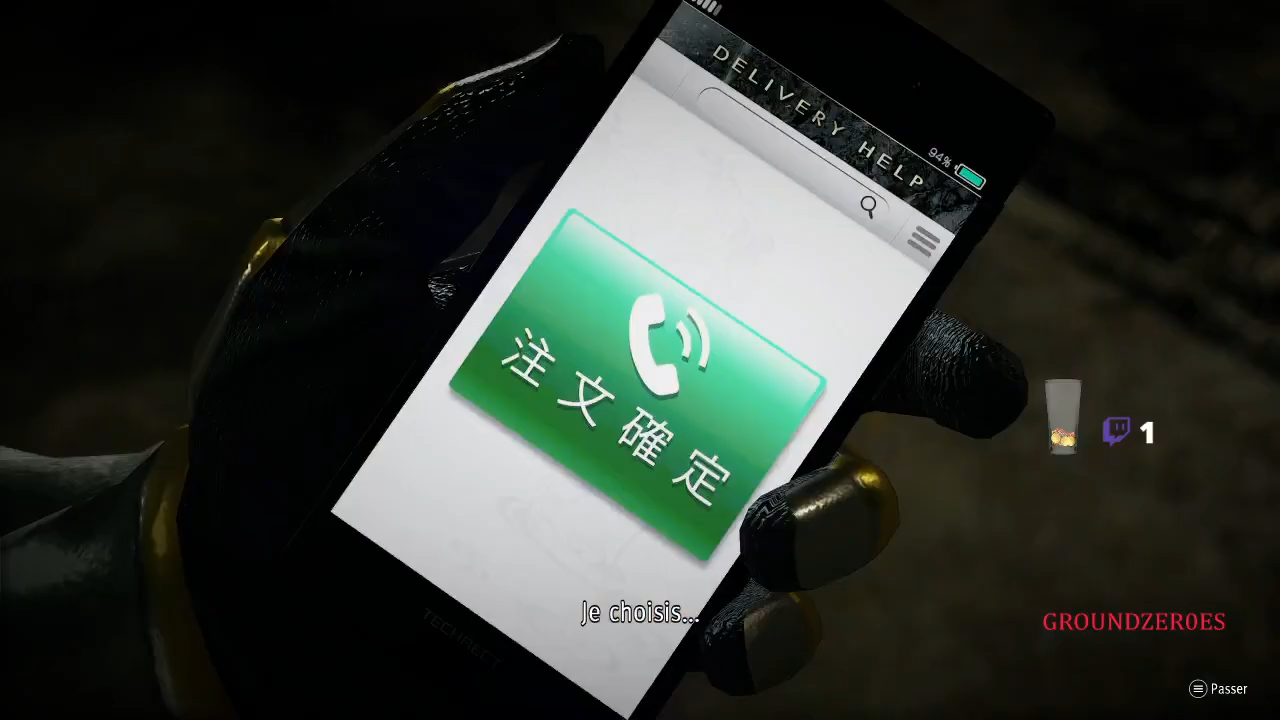 DELIVERY HELP
94%
注文確定
1
Je choisis...
GROUNDZER0ES
Passer